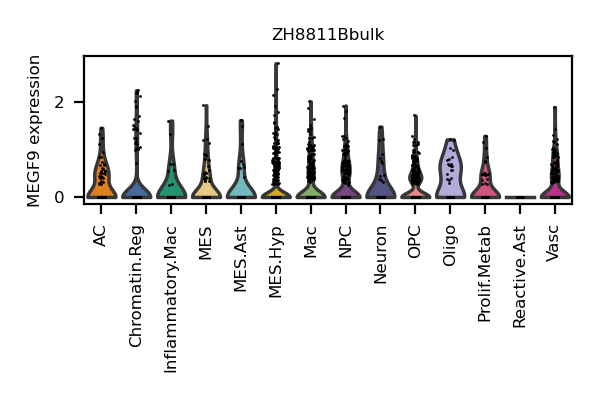 ZH8811Bbulk
MEGF9 expression
2
0
AC
Chromatin.Reg
Inflammatory.Mac
MES
MES.Ast
MES.Hyp
Mac
NPC
Neuron
OPC
Oligo
Prolif.Metab
Reactive.Ast
Vasc